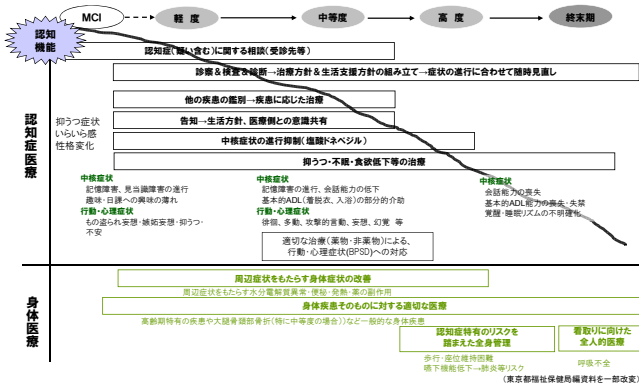 MCI
軽 度
中等度
高 度
終末期
認知
機能
認知症(疑い含む)に関する相談(受診先等)
診察＆検査＆診断→治療方針＆生活支援方針の組み立て→症状の進行に合わせて随時見直し
他の疾患の鑑別→疾患に応じた治療
告知→生活方針、医療側との意識共有
中核症状の進行抑制(塩酸ドネペジル)
抑うつ・不眠・食欲低下等の治療
認知症医療
抑うつ症状
いらいら感
性格変化
中核症状
記憶障害、見当識障害の進行
趣味・日課への興味の薄れ
行動・心理症状
もの盗られ妄想・嫉妬妄想・抑うつ・
不安
中核症状
記憶障害の進行、会話能力の低下
基本的ADL(着脱衣、入浴)の部分的介助
行動・心理症状
徘徊、多動、攻撃的言動、妄想、幻覚 等
中核症状
会話能力の喪失
基本的ADL能力の喪失・失禁
覚醒・睡眠リズムの不明確化
適切な治療(薬物・非薬物)による、
行動・心理症状(BPSD)への対応
身体医療
周辺症状をもたらす身体症状の改善
周辺症状をもたらす水分電解質異常・便秘・発熱・薬の副作用
身体疾患そのものに対する適切な医療
高齢期特有の疾患や大腿骨頚部骨折(特に中等度の場合))など一般的な身体疾患
認知症特有のリスクを
踏まえた全身管理
歩行・座位維持困難
嚥下機能低下→肺炎等リスク
看取りに向けた
全人的医療
呼吸不全
(東京都福祉保健局編資料を一部改変)